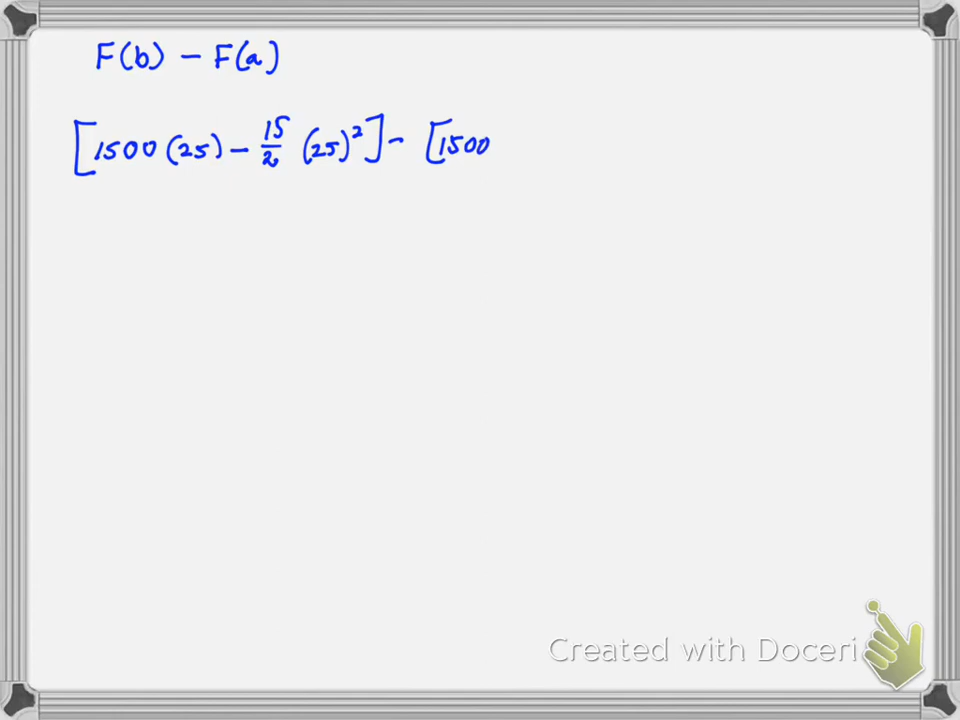 F(b) - F(a)
[1500 (25) - 15/2 (25)²] - [1500
Created with Doceri